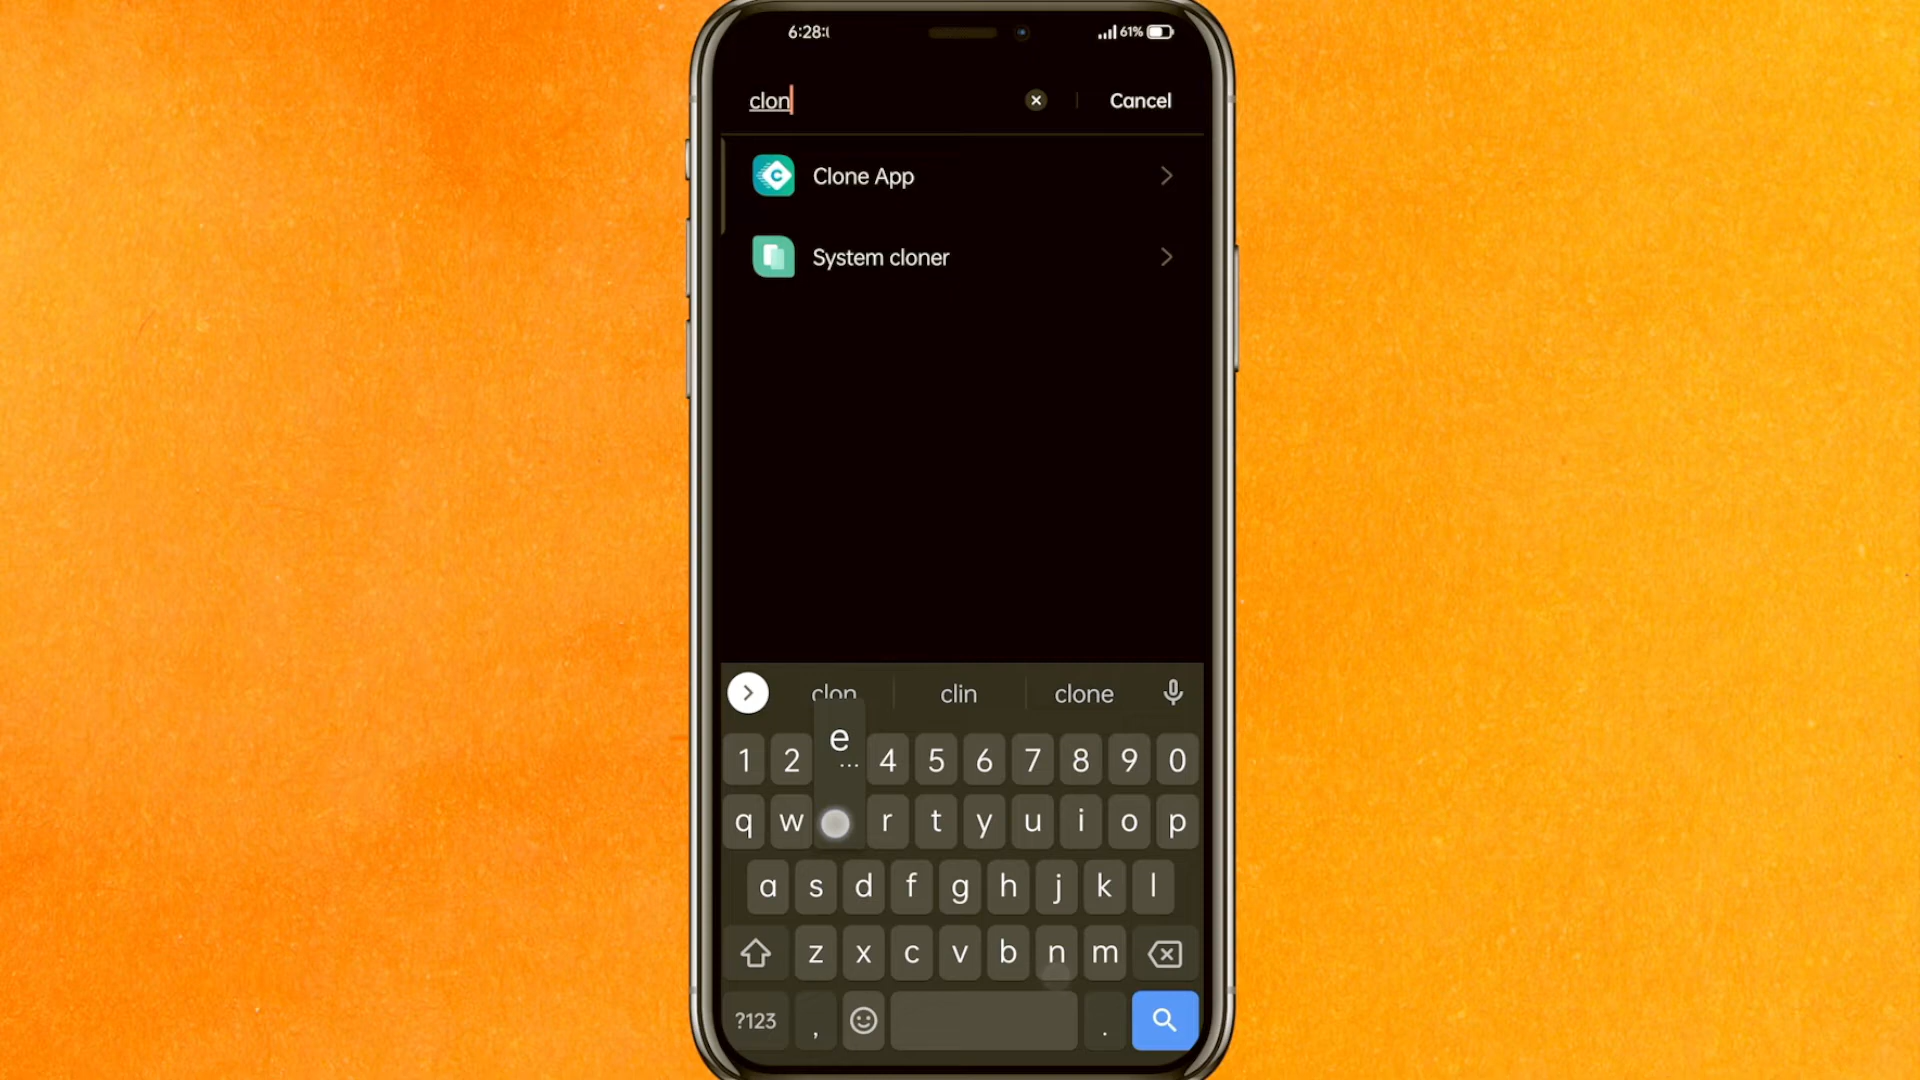 6:28:0
61%
clon
Cancel
C
Clone App
System cloner
clon
clin
clone
e
...
1 2 4 5 6 7 8 9 0
q w r t y u i o p
a s d f g h j k l
z x c v b n m
?123 , .